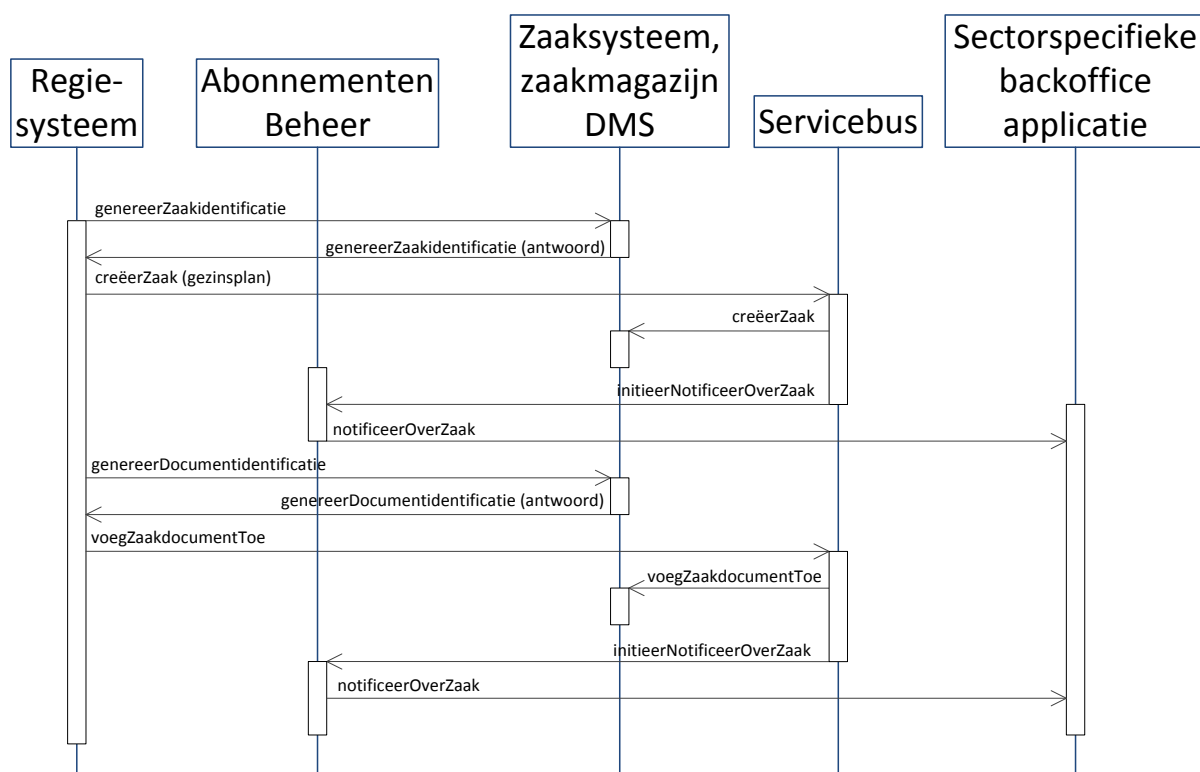 Regie-
systeem
Abonnementen
Beheer
Zaaksysteem,
zaakmagazijn
DMS
Servicebus
Sectorspecifieke
backoffice
applicatie
genereerZaakidentificatie
genereerZaakidentificatie (antwoord)
creëerZaak (gezinsplan)
creëerZaak
initieerNotificeerOverZaak
notificeerOverZaak
genereerDocumentidentificatie
genereerDocumentidentificatie (antwoord)
voegZaakdocumentToe
voegZaakdocumentToe
initieerNotificeerOverZaak
notificeerOverZaak